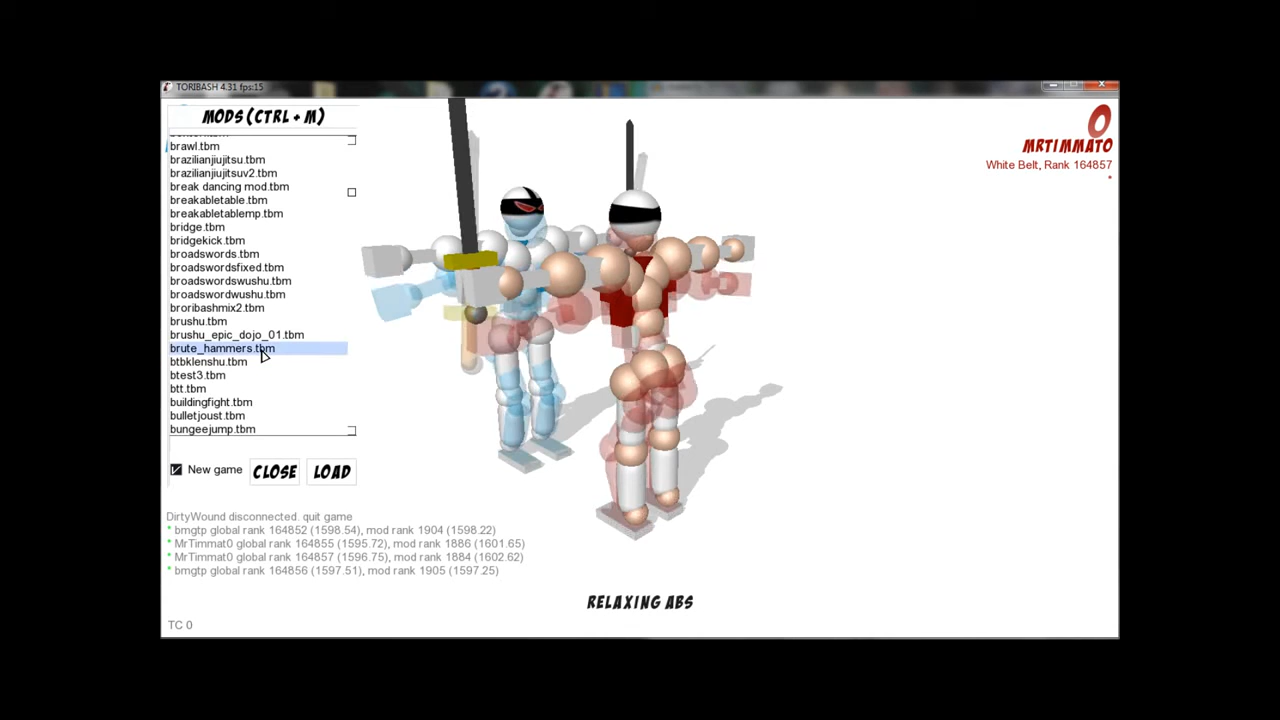 TORIBASH 4.31 fps:15
MODS (CTRL + M)
brawl.tbm
brazilianjiujitsu.tbm
brazilianjiujitsuv2.tbm
break dancing mod.tbm
breakabletable.tbm
breakabletablemp.tbm
bridge.tbm
bridgekick.tbm
broadswords.tbm
broadswordsfixed.tbm
broadswordswushu.tbm
broadswordwushu.tbm
broribashmix2.tbm
brushu.tbm
brushu_epic_dojo_01.tbm
brute_hammers.tbm
btbklenshu.tbm
btest3.tbm
btt.tbm
buildingfight.tbm
bulletjoust.tbm
bungeejump.tbm
New game
CLOSE
LOAD
0
MRTIMMAT0
White Belt, Rank 164857
DirtyWound disconnected. quit game
* bmgtp global rank 164852 (1598.54), mod rank 1904 (1598.22)
* MrTimmat0 global rank 164855 (1595.72), mod rank 1886 (1601.65)
* MrTimmat0 global rank 164857 (1596.75), mod rank 1884 (1602.62)
* bmgtp global rank 164856 (1597.51), mod rank 1905 (1597.25)
RELAXING ABS
TC 0